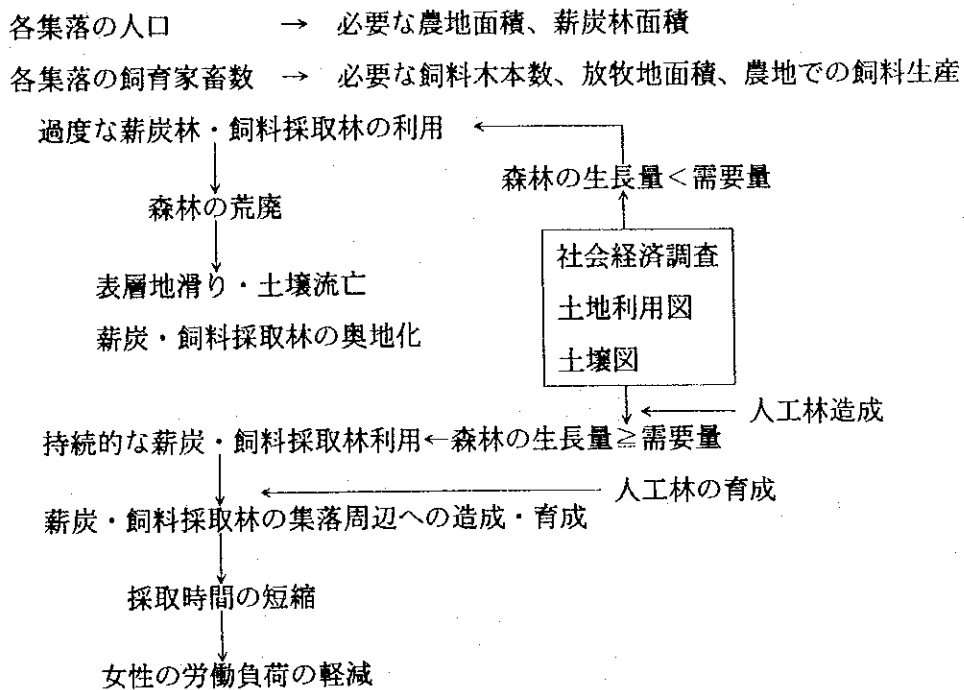 各集落の人口 → 必要な農地面積、薪炭林面積
各集落の飼育家畜数 → 必要な飼料木本数、放牧地面積、農地での飼料生産
過度な薪炭林・飼料採取林の利用
森林の生長量<需要量
森林の荒廃
表層地滑り・土壌流亡
薪炭・飼料採取林の奥地化
社会経済調査
土地利用図
土壌図
人工林造成
持続的な薪炭・飼料採取林利用←森林の生長量≧需要量
人工林の育成
薪炭・飼料採取林の集落周辺への造成・育成
採取時間の短縮
女性の労働負荷の軽減